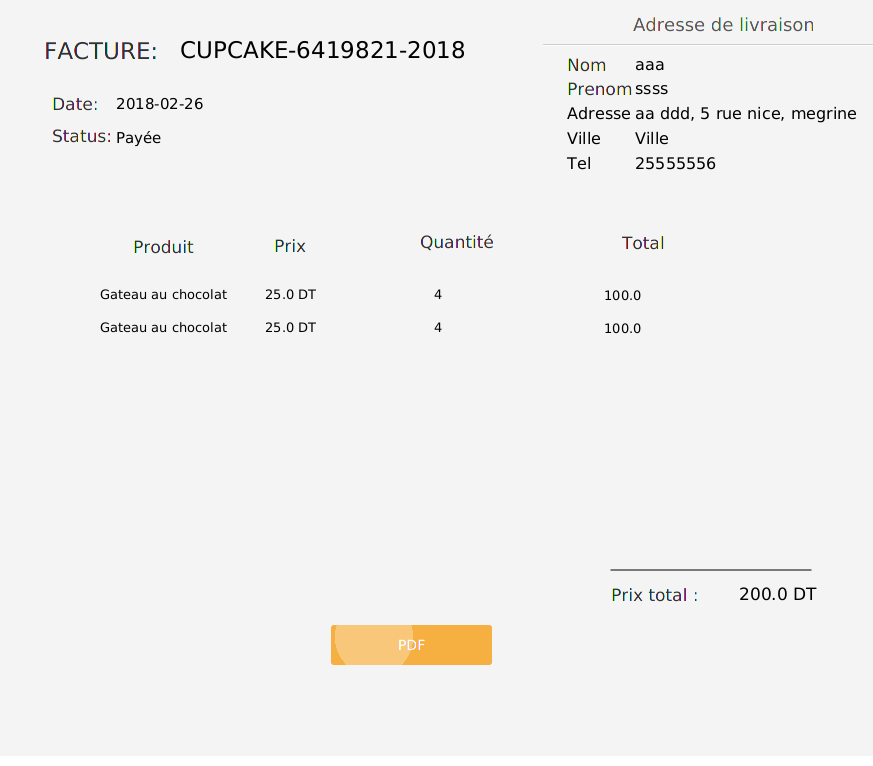 FACTURE: CUPCAKE-6419821-2018
Date: 2018-02-26
Status: Payée
Adresse de livraison
Nom aaa
Prenom ssss
Adresse aa ddd, 5 rue nice, megrine
Ville Ville
Tel 25555556
Produit Prix Quantité Total
Gateau au chocolat 25.0 DT 4 100.0
Gateau au chocolat 25.0 DT 4 100.0
Prix total : 200.0 DT
PDF